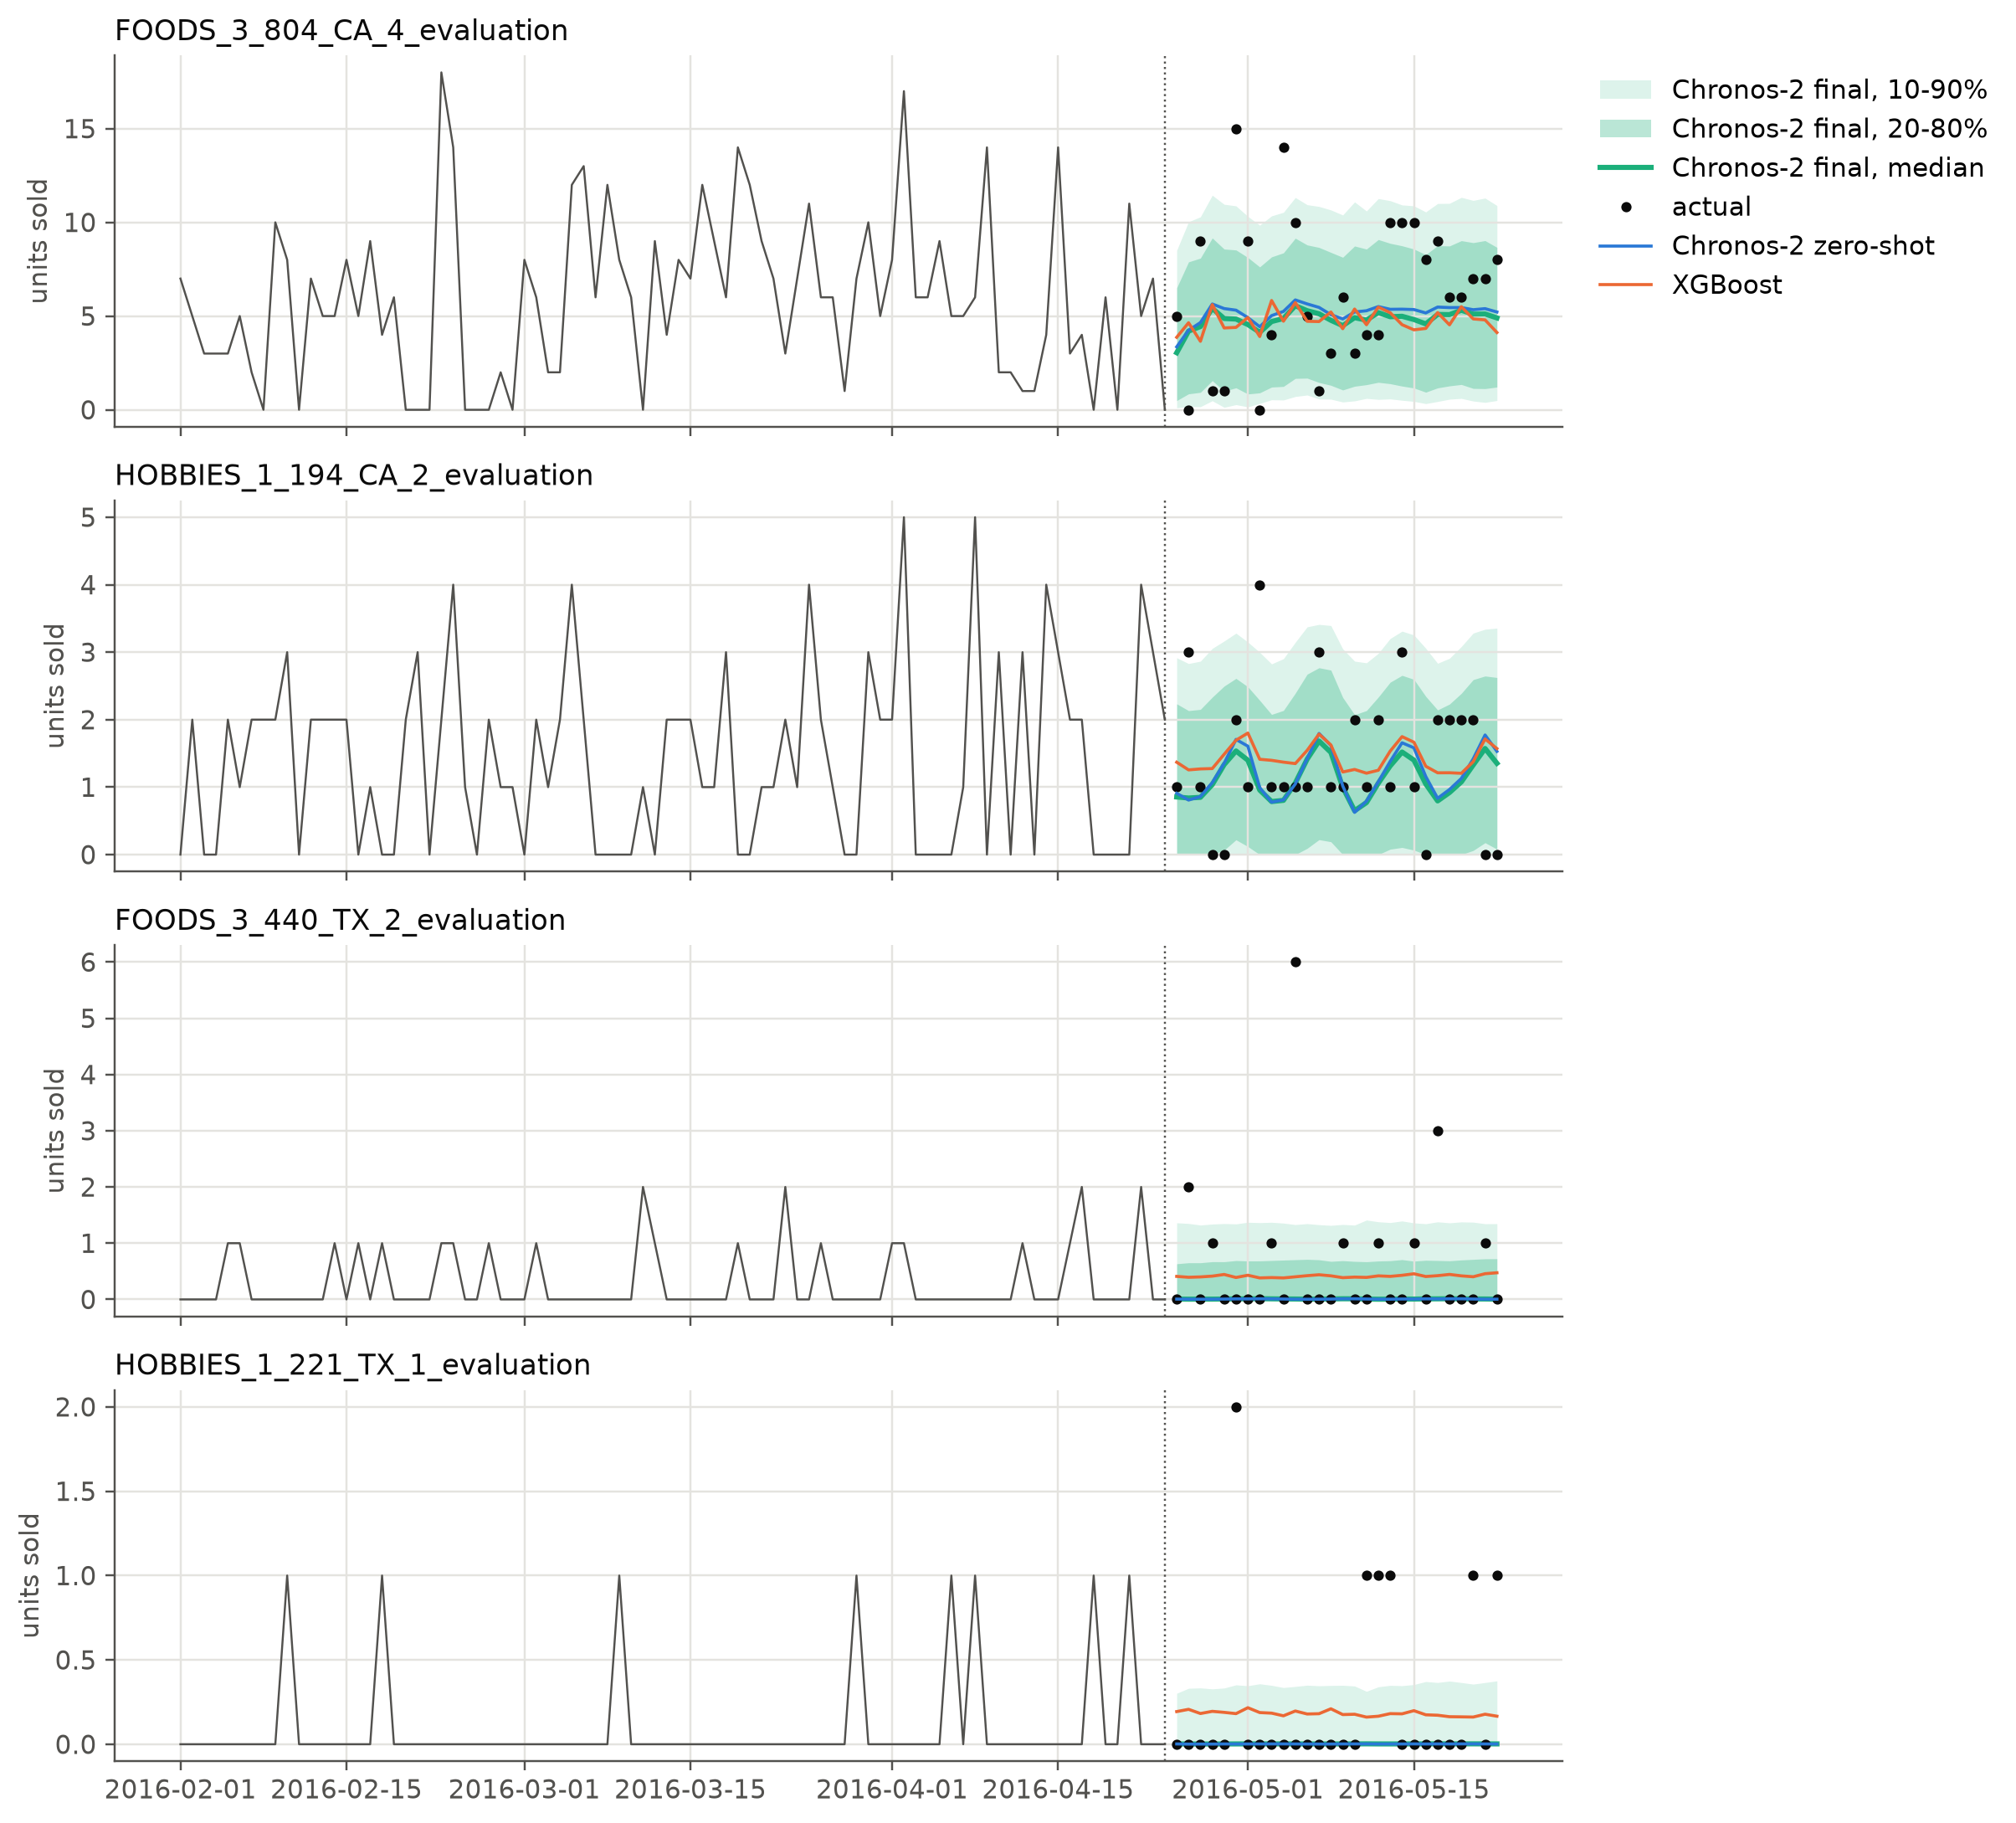 FOODS_3_804_CA_4_evaluation
units sold
15
10
5
0
Chronos-2 final, 10-90%
Chronos-2 final, 20-80%
Chronos-2 final, median
actual
Chronos-2 zero-shot
XGBoost
HOBBIES_1_194_CA_2_evaluation
units sold
5
4
3
2
1
0
FOODS_3_440_TX_2_evaluation
units sold
6
5
4
3
2
1
0
HOBBIES_1_221_TX_1_evaluation
units sold
2.0
1.5
1.0
0.5
0.0
2016-02-01 2016-02-15 2016-03-01 2016-03-15 2016-04-01 2016-04-15 2016-05-01 2016-05-15